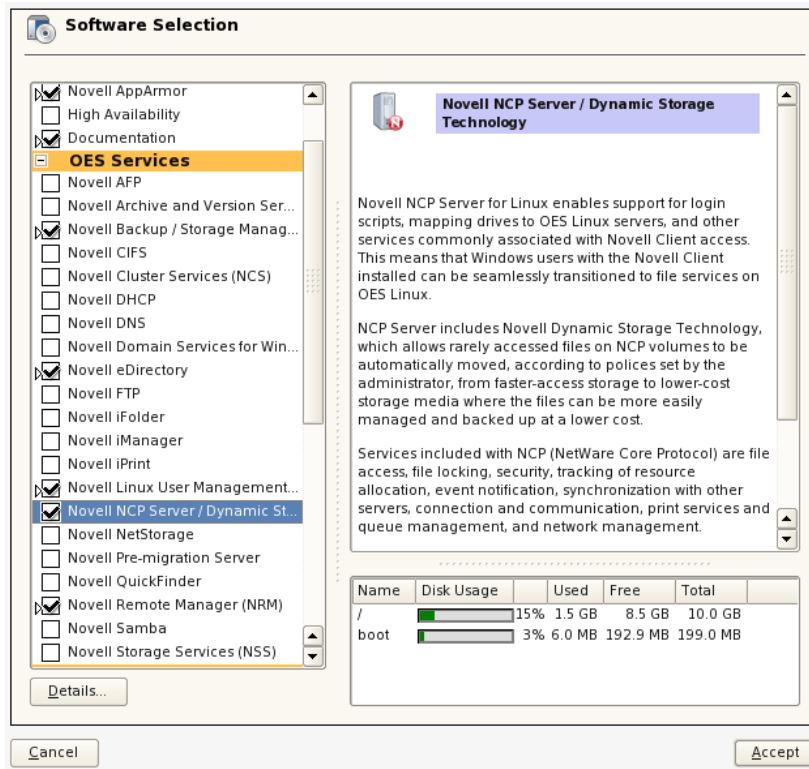 Software Selection
Novell AppArmor
High Availability
Documentation
OES Services
Novell AFP
Novell Archive and Version Ser...
Novell Backup / Storage Manag...
Novell CIFS
Novell Cluster Services (NCS)
Novell DHCP
Novell DNS
Novell Domain Services for Win...
Novell eDirectory
Novell FTP
Novell iFolder
Novell iManager
Novell iPrint
Novell Linux User Management...
Novell NCP Server / Dynamic St...
Novell NetStorage
Novell Pre-migration Server
Novell QuickFinder
Novell Remote Manager (NRM)
Novell Samba
Novell Storage Services (NSS)
Details...
Novell NCP Server / Dynamic Storage
Technology
Novell NCP Server for Linux enables support for login
scripts, mapping drives to OES Linux servers, and other
services commonly associated with Novell Client access.
This means that Windows users with the Novell Client
installed can be seamlessly transitioned to file services on
OES Linux.
NCP Server includes Novell Dynamic Storage Technology,
which allows rarely accessed files on NCP volumes to be
automatically moved, according to polices set by the
administrator, from faster-access storage to lower-cost
storage media where the files can be more easily
managed and backed up at a lower cost.
Services included with NCP (NetWare Core Protocol) are file
access, file locking, security, tracking of resource
allocation, event notification, synchronization with other
servers, connection and communication, print services and
queue management, and network management.
Name Disk Usage Used Free Total
/ 15% 1.5 GB 8.5 GB 10.0 GB
boot 3% 6.0 MB 192.9 MB 199.0 MB
Cancel Accept